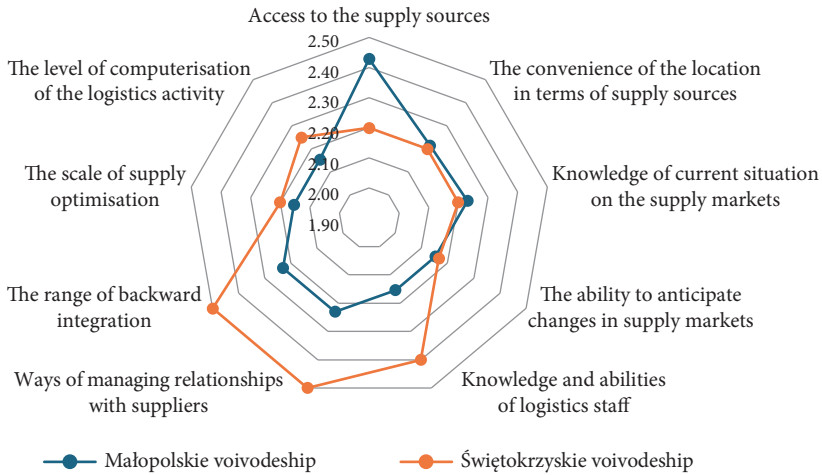 Access to the supply sources
2.50
2.40
2.30
2.20
2.10
2.00
1.90
The convenience of the location
in terms of supply sources
Knowledge of current situation
on the supply markets
The ability to anticipate
changes in supply markets
Knowledge and abilities
of logistics staff
Ways of managing relationships
with suppliers
The range of backward
integration
The scale of supply
optimisation
The level of computerisation
of the logistics activity
Małopolskie voivodeship
Świętokrzyskie voivodeship